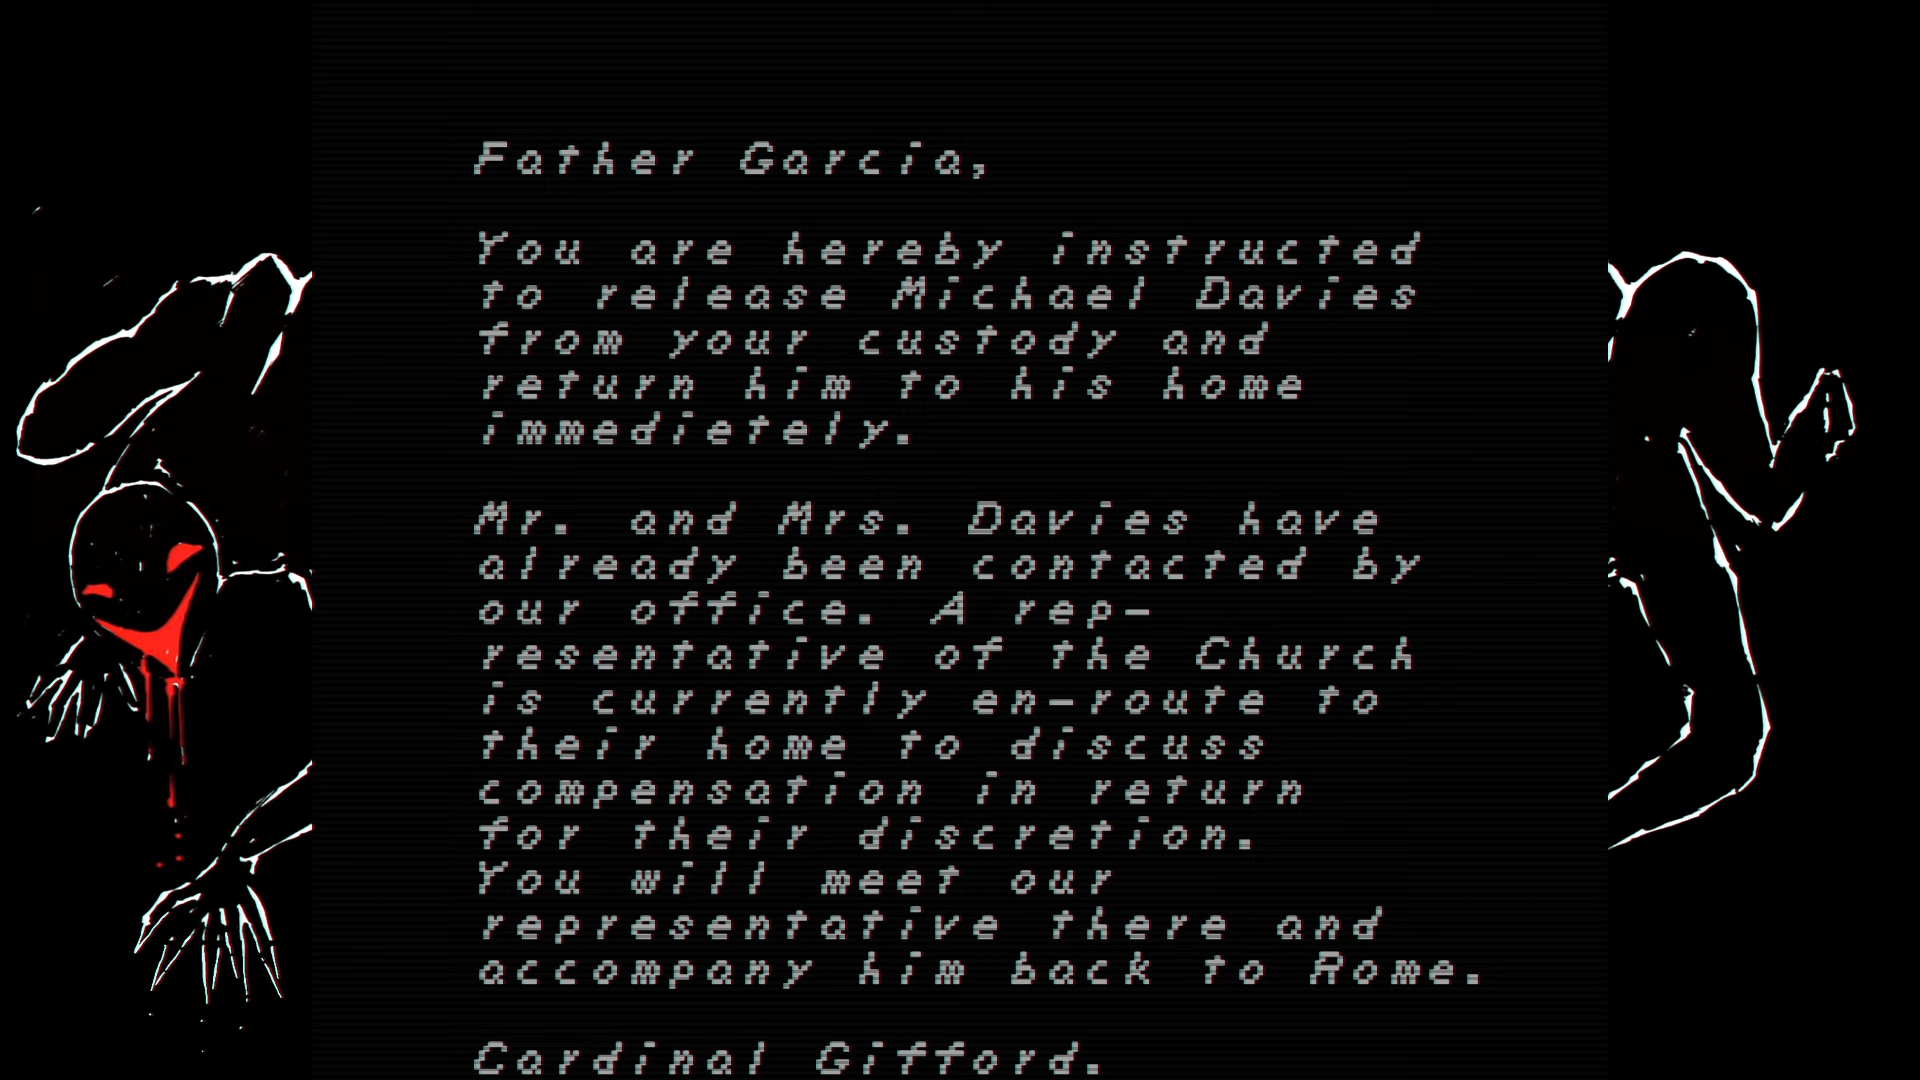 Father Garcia,
You are hereby instructed
to release Michael Davies
from your custody and
return him to his home
immedietely.
Mr. and Mrs. Davies have
already been contacted by
our office. A rep-
resentative of the Church
is currently en-route to
their home to discuss
compensation in return
for their discretion.
You will meet our
representative there and
accompany him back to Rome.
Cardinal Gifford.